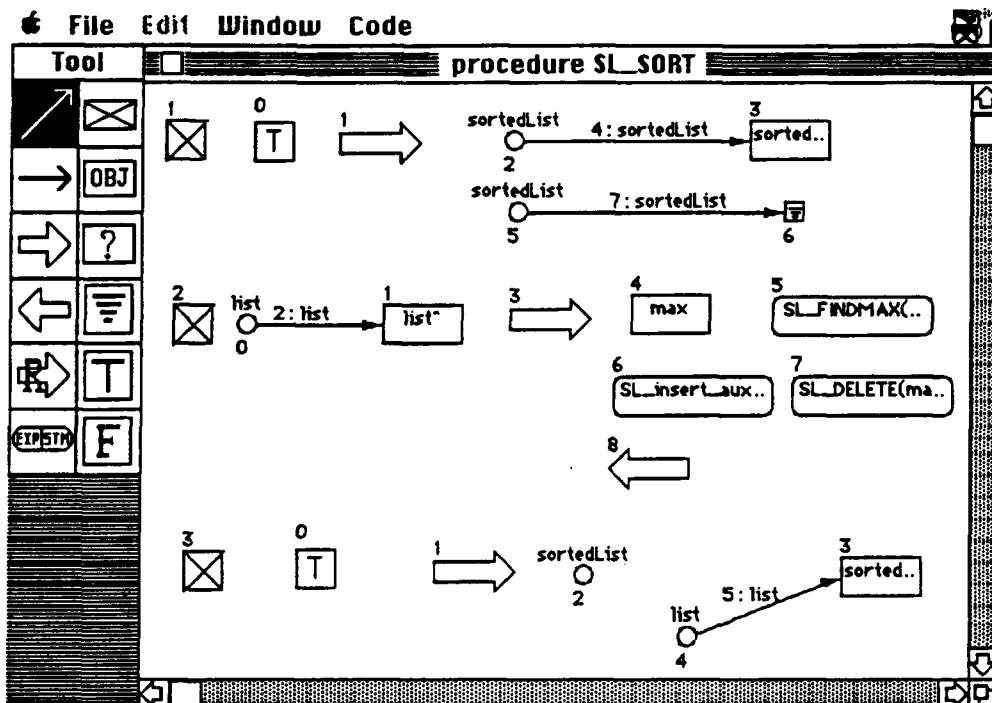 File Edit Window Code
Tool
procedure SL_SORT
OBJ
?
T
R
EXP STM
F
1
0
T
1
sortedList
2
4: sortedList
3
sorted..
sortedList
5
7: sortedList
6
2
list
0
2: list
1
list^
3
4
max
5
SL_FINDMAX(..
6
SL_insert_aux..
7
SL_DELETE(ma..
8
3
0
T
1
sortedList
2
list
4
5: list
3
sorted..